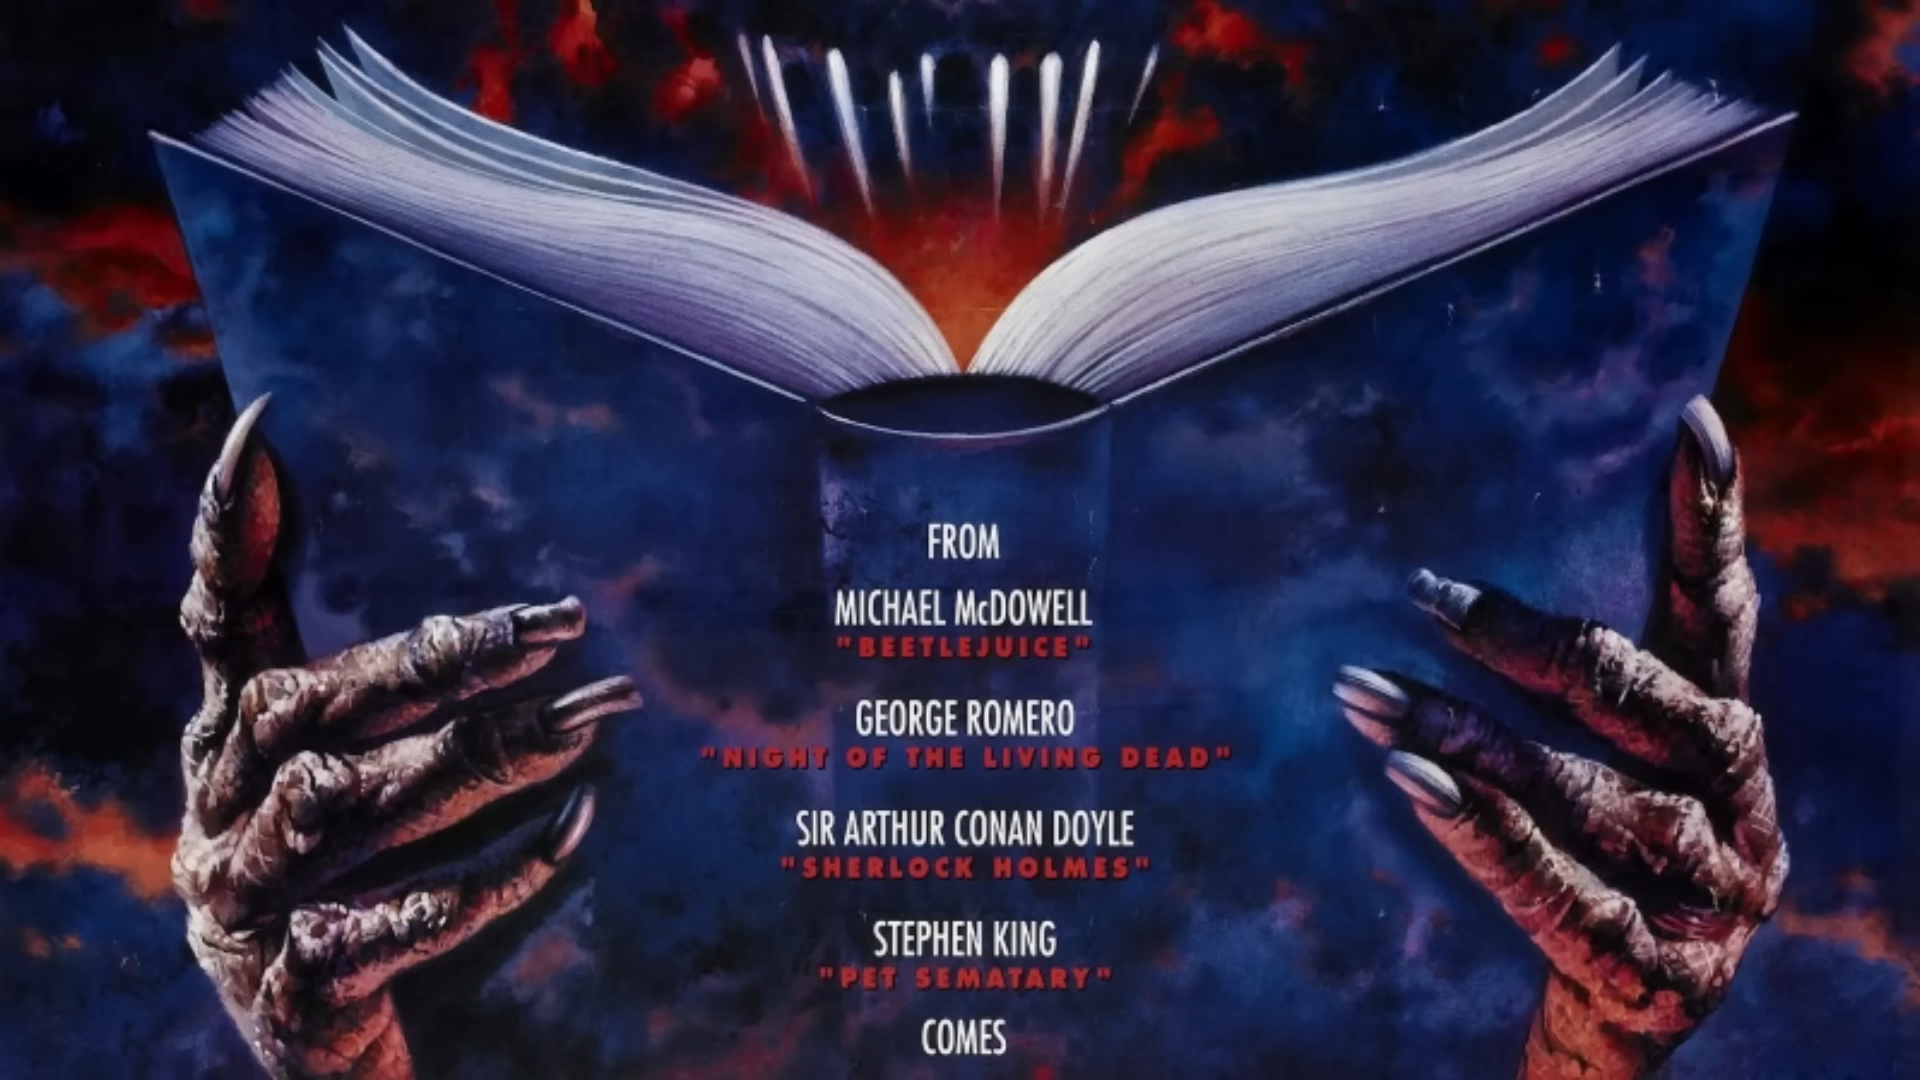 FROM
MICHAEL McDOWELL
"BEETLEJUICE"
GEORGE ROMERO
"NIGHT OF THE LIVING DEAD"
SIR ARTHUR CONAN DOYLE
"SHERLOCK HOLMES"
STEPHEN KING
"PET SEMATARY"
COMES